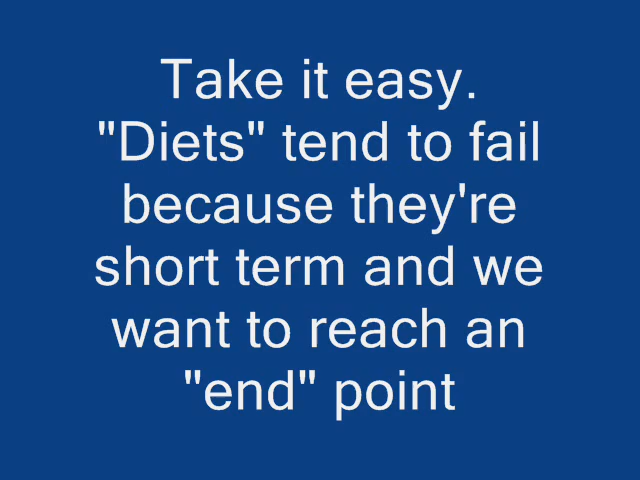 Take it easy.
"Diets" tend to fail
because they're
short term and we
want to reach an
"end" point